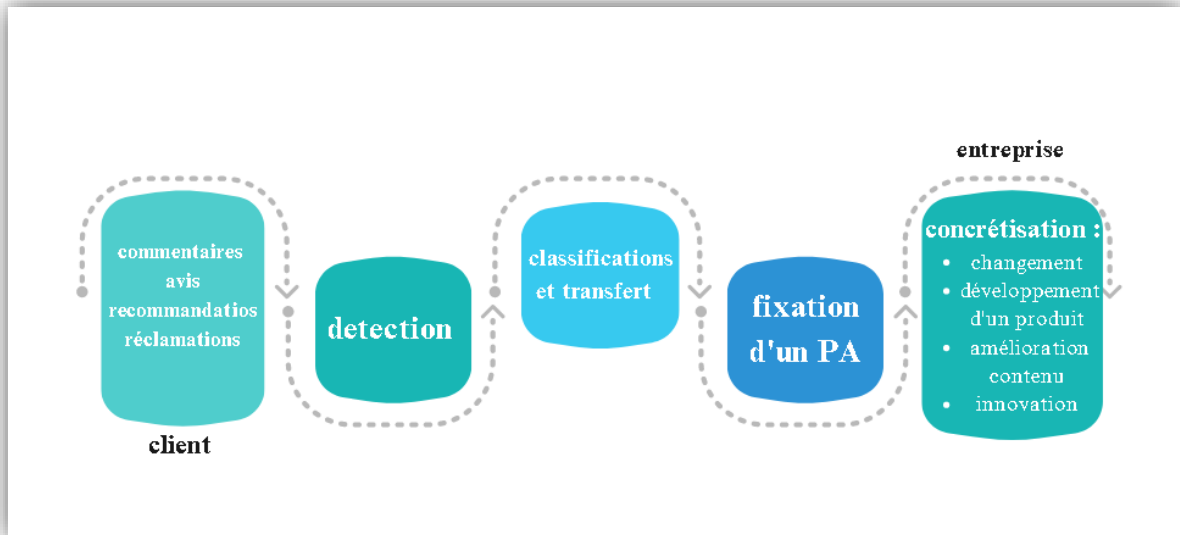 commentaires
avis
recommandatios
réclamations
client
detection
classifications
et transfert
fixation
d'un PA
entreprise
concrétisation :
• changement
• développement
d'un produit
• amélioration
contenu
• innovation